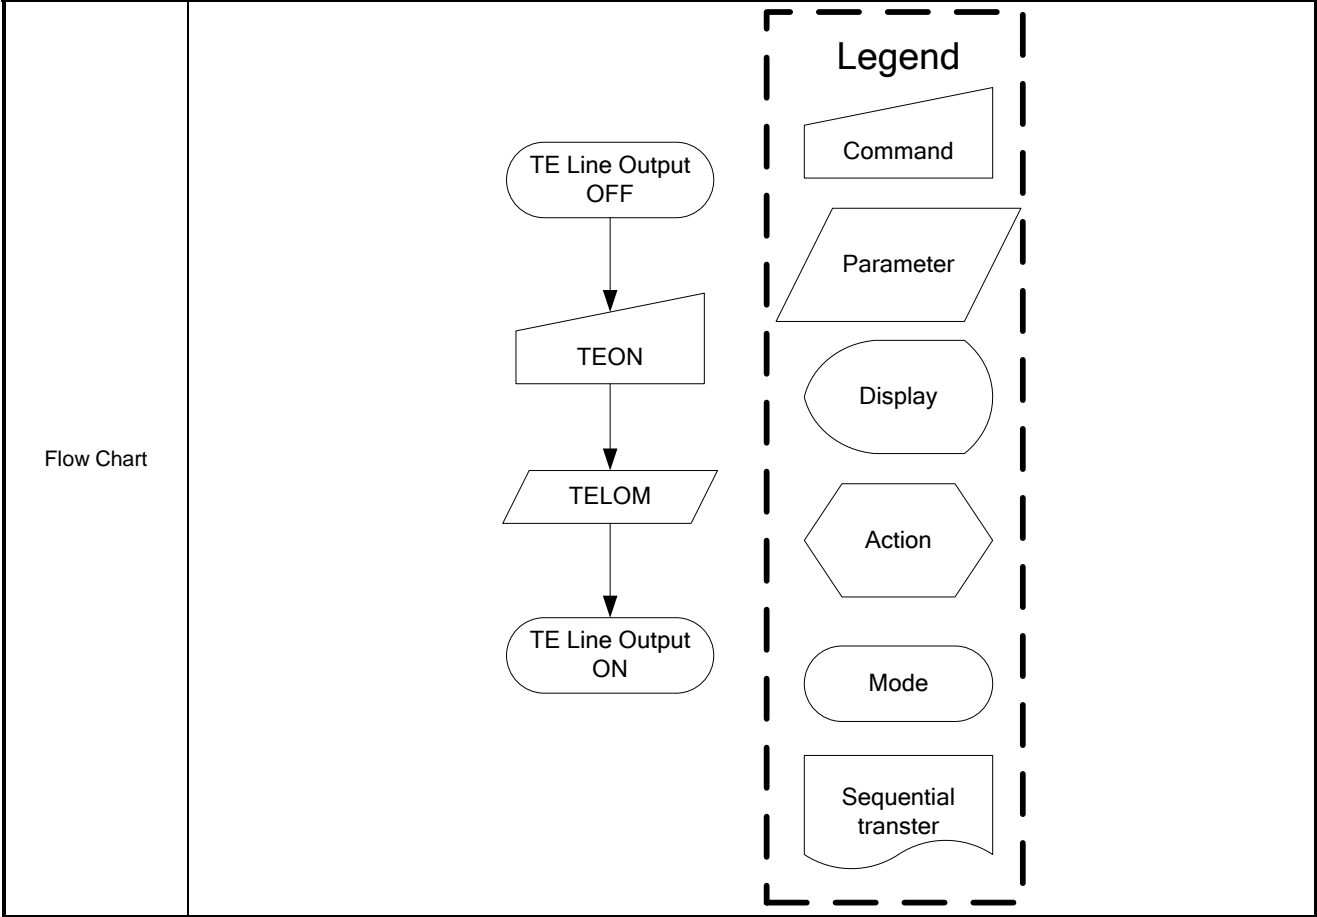 Flow Chart
TE Line Output
OFF
TEON
TELOM
TE Line Output
ON
Legend
Command
Parameter
Display
Action
Mode
Sequential
transter